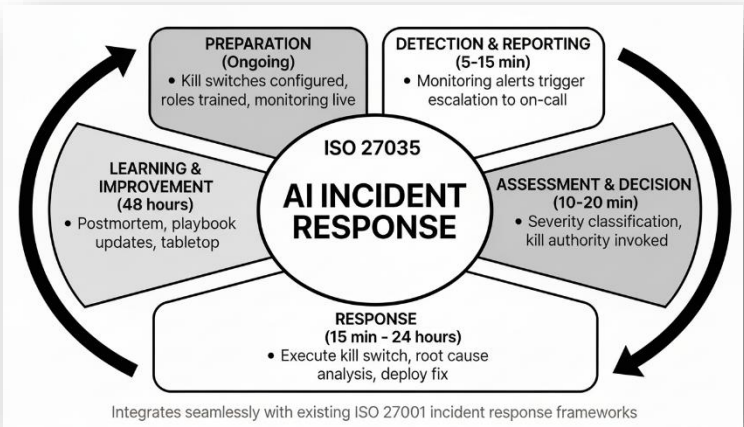 PREPARATION
(Ongoing)
• Kill switches configured,
roles trained, monitoring live
DETECTION & REPORTING
(5-15 min)
• Monitoring alerts trigger
escalation to on-call
ISO 27035
AI INCIDENT
RESPONSE
ASSESSMENT & DECISION
(10-20 min)
• Severity classification,
kill authority invoked
RESPONSE
(15 min - 24 hours)
• Execute kill switch, root cause
analysis, deploy fix
LEARNING &
IMPROVEMENT
(48 hours)
• Postmortem, playbook
updates, tabletop
Integrates seamlessly with existing ISO 27001 incident response frameworks